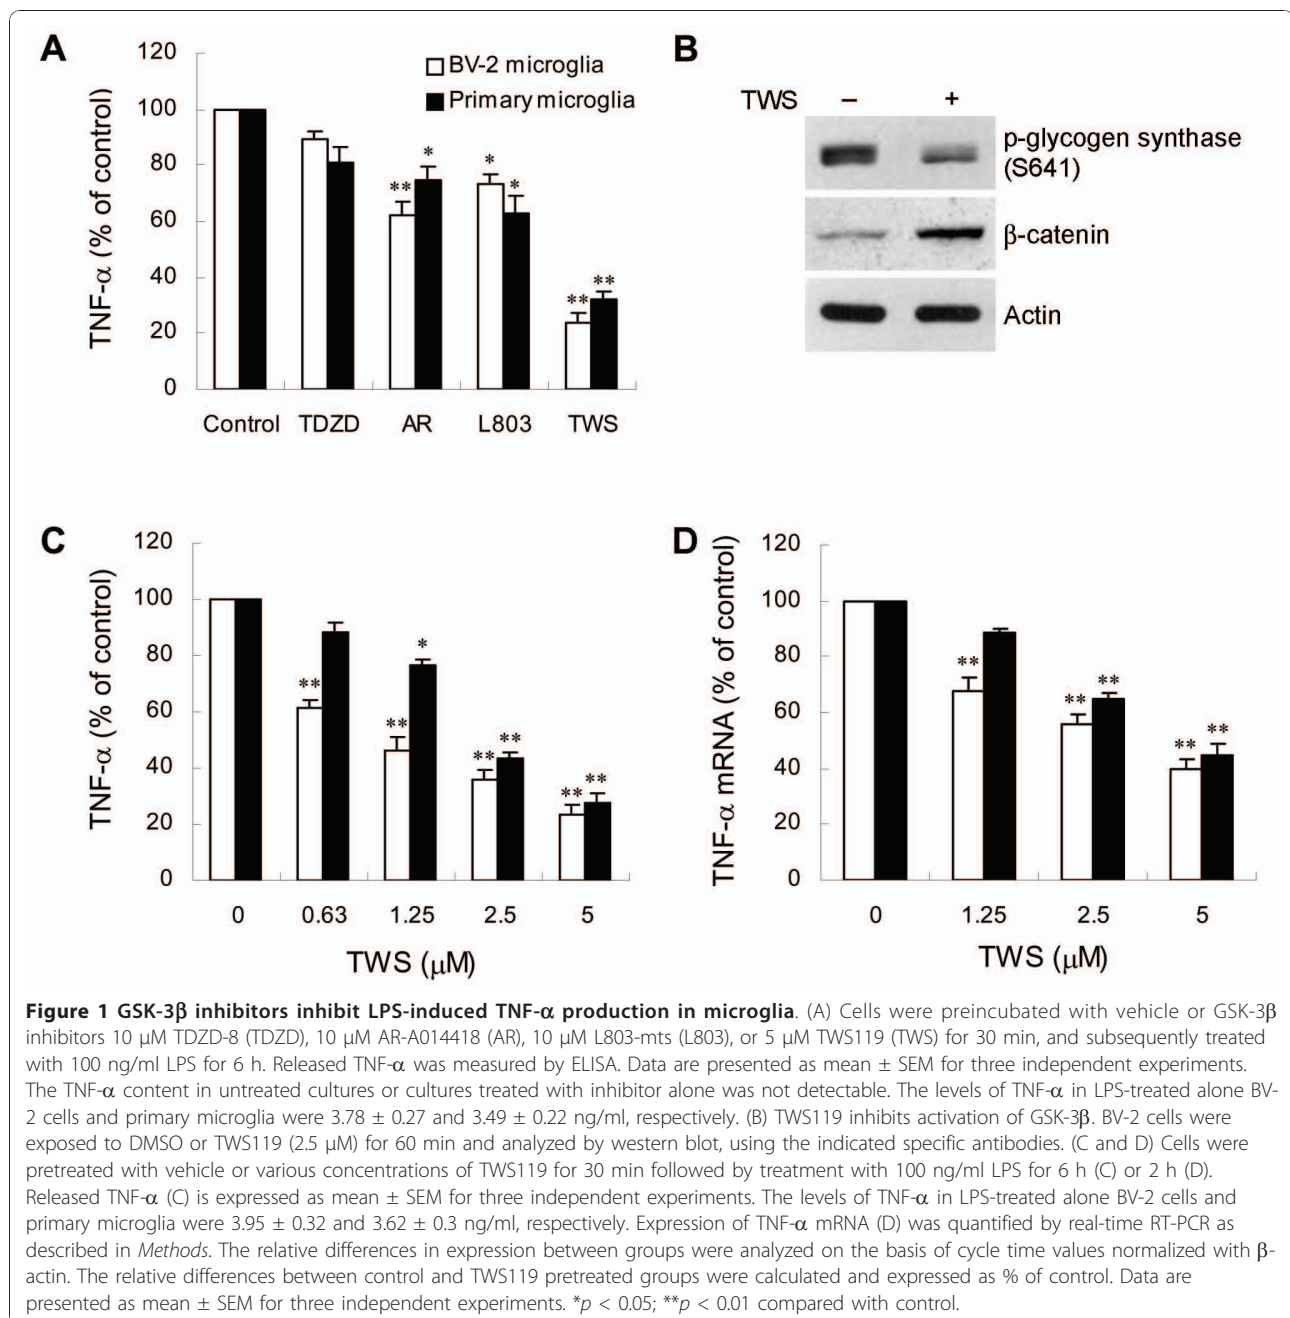 A
120
100
80
60
40
20
0
TNF-α (% of control)
BV-2 microglia
Primary microglia
**
*
*
*
**
**
Control TDZD AR L803 TWS
B
TWS − +
p-glycogen synthase
(S641)
β-catenin
Actin
C
120
100
80
60
40
20
0
TNF-α (% of control)
**
**
*
**
**
**
**
0 0.63 1.25 2.5 5
TWS (μM)
D
120
100
80
60
40
20
0
TNF-α mRNA (% of control)
**
**
**
**
**
0 1.25 2.5 5
TWS (μM)
Figure 1 GSK-3β inhibitors inhibit LPS-induced TNF-α production in microglia. (A) Cells were preincubated with vehicle or GSK-3β
inhibitors 10 μM TDZD-8 (TDZD), 10 μM AR-A014418 (AR), 10 μM L803-mts (L803), or 5 μM TWS119 (TWS) for 30 min, and subsequently treated
with 100 ng/ml LPS for 6 h. Released TNF-α was measured by ELISA. Data are presented as mean ± SEM for three independent experiments.
The TNF-α content in untreated cultures or cultures treated with inhibitor alone was not detectable. The levels of TNF-α in LPS-treated alone BV-
2 cells and primary microglia were 3.78 ± 0.27 and 3.49 ± 0.22 ng/ml, respectively. (B) TWS119 inhibits activation of GSK-3β. BV-2 cells were
exposed to DMSO or TWS119 (2.5 μM) for 60 min and analyzed by western blot, using the indicated specific antibodies. (C and D) Cells were
pretreated with vehicle or various concentrations of TWS119 for 30 min followed by treatment with 100 ng/ml LPS for 6 h (C) or 2 h (D).
Released TNF-α (C) is expressed as mean ± SEM for three independent experiments. The levels of TNF-α in LPS-treated alone BV-2 cells and
primary microglia were 3.95 ± 0.32 and 3.62 ± 0.3 ng/ml, respectively. Expression of TNF-α mRNA (D) was quantified by real-time RT-PCR as
described in Methods. The relative differences in expression between groups were analyzed on the basis of cycle time values normalized with β-
actin. The relative differences between control and TWS119 pretreated groups were calculated and expressed as % of control. Data are
presented as mean ± SEM for three independent experiments. *p < 0.05; **p < 0.01 compared with control.